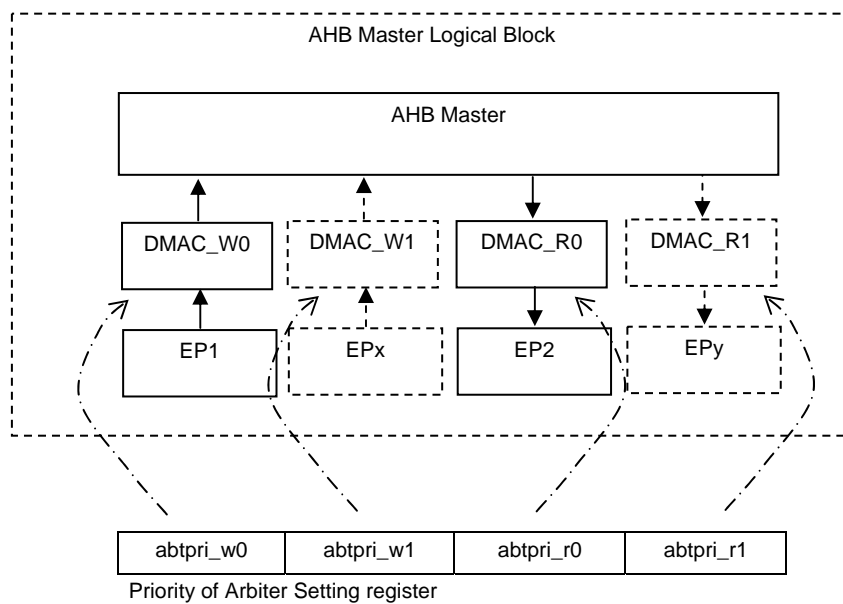 AHB Master Logical Block
AHB Master
DMAC_W0 DMAC_W1 DMAC_R0 DMAC_R1
EP1 EPx EP2 EPy
abtpri_w0 abtpri_w1 abtpri_r0 abtpri_r1
Priority of Arbiter Setting register